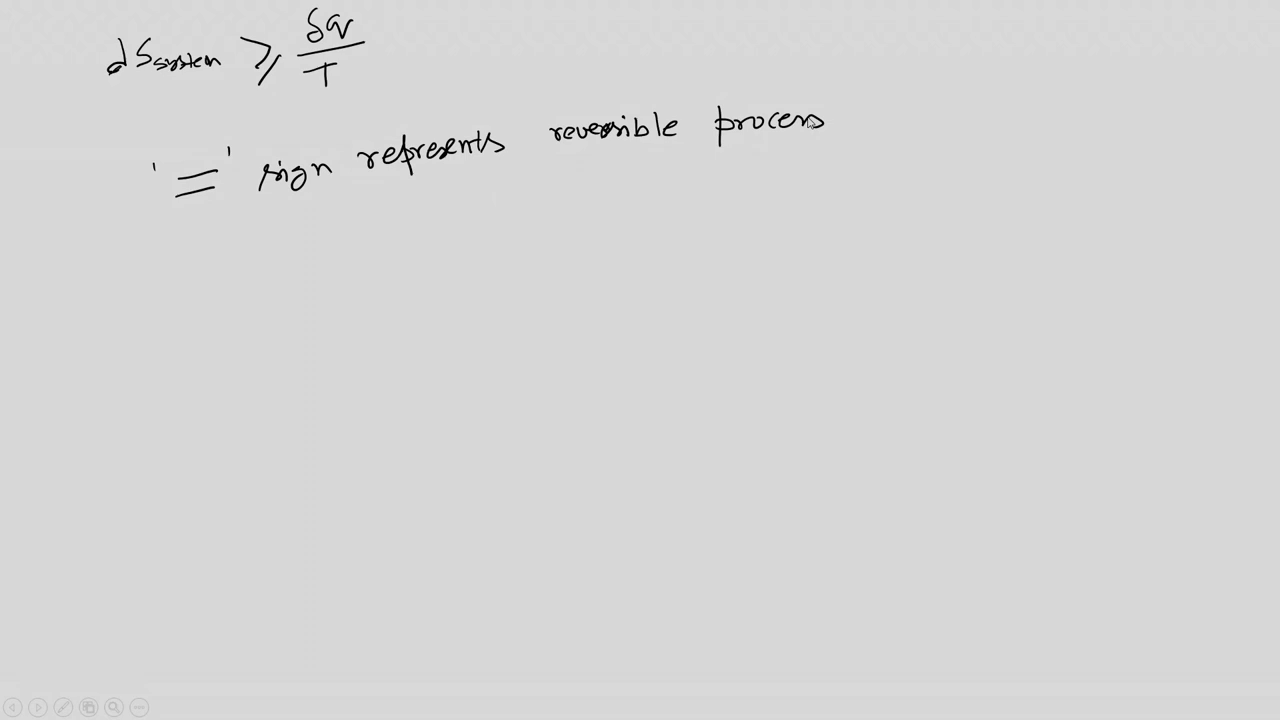 dS_system ≥ δq/T
'=' sign represents reversible process